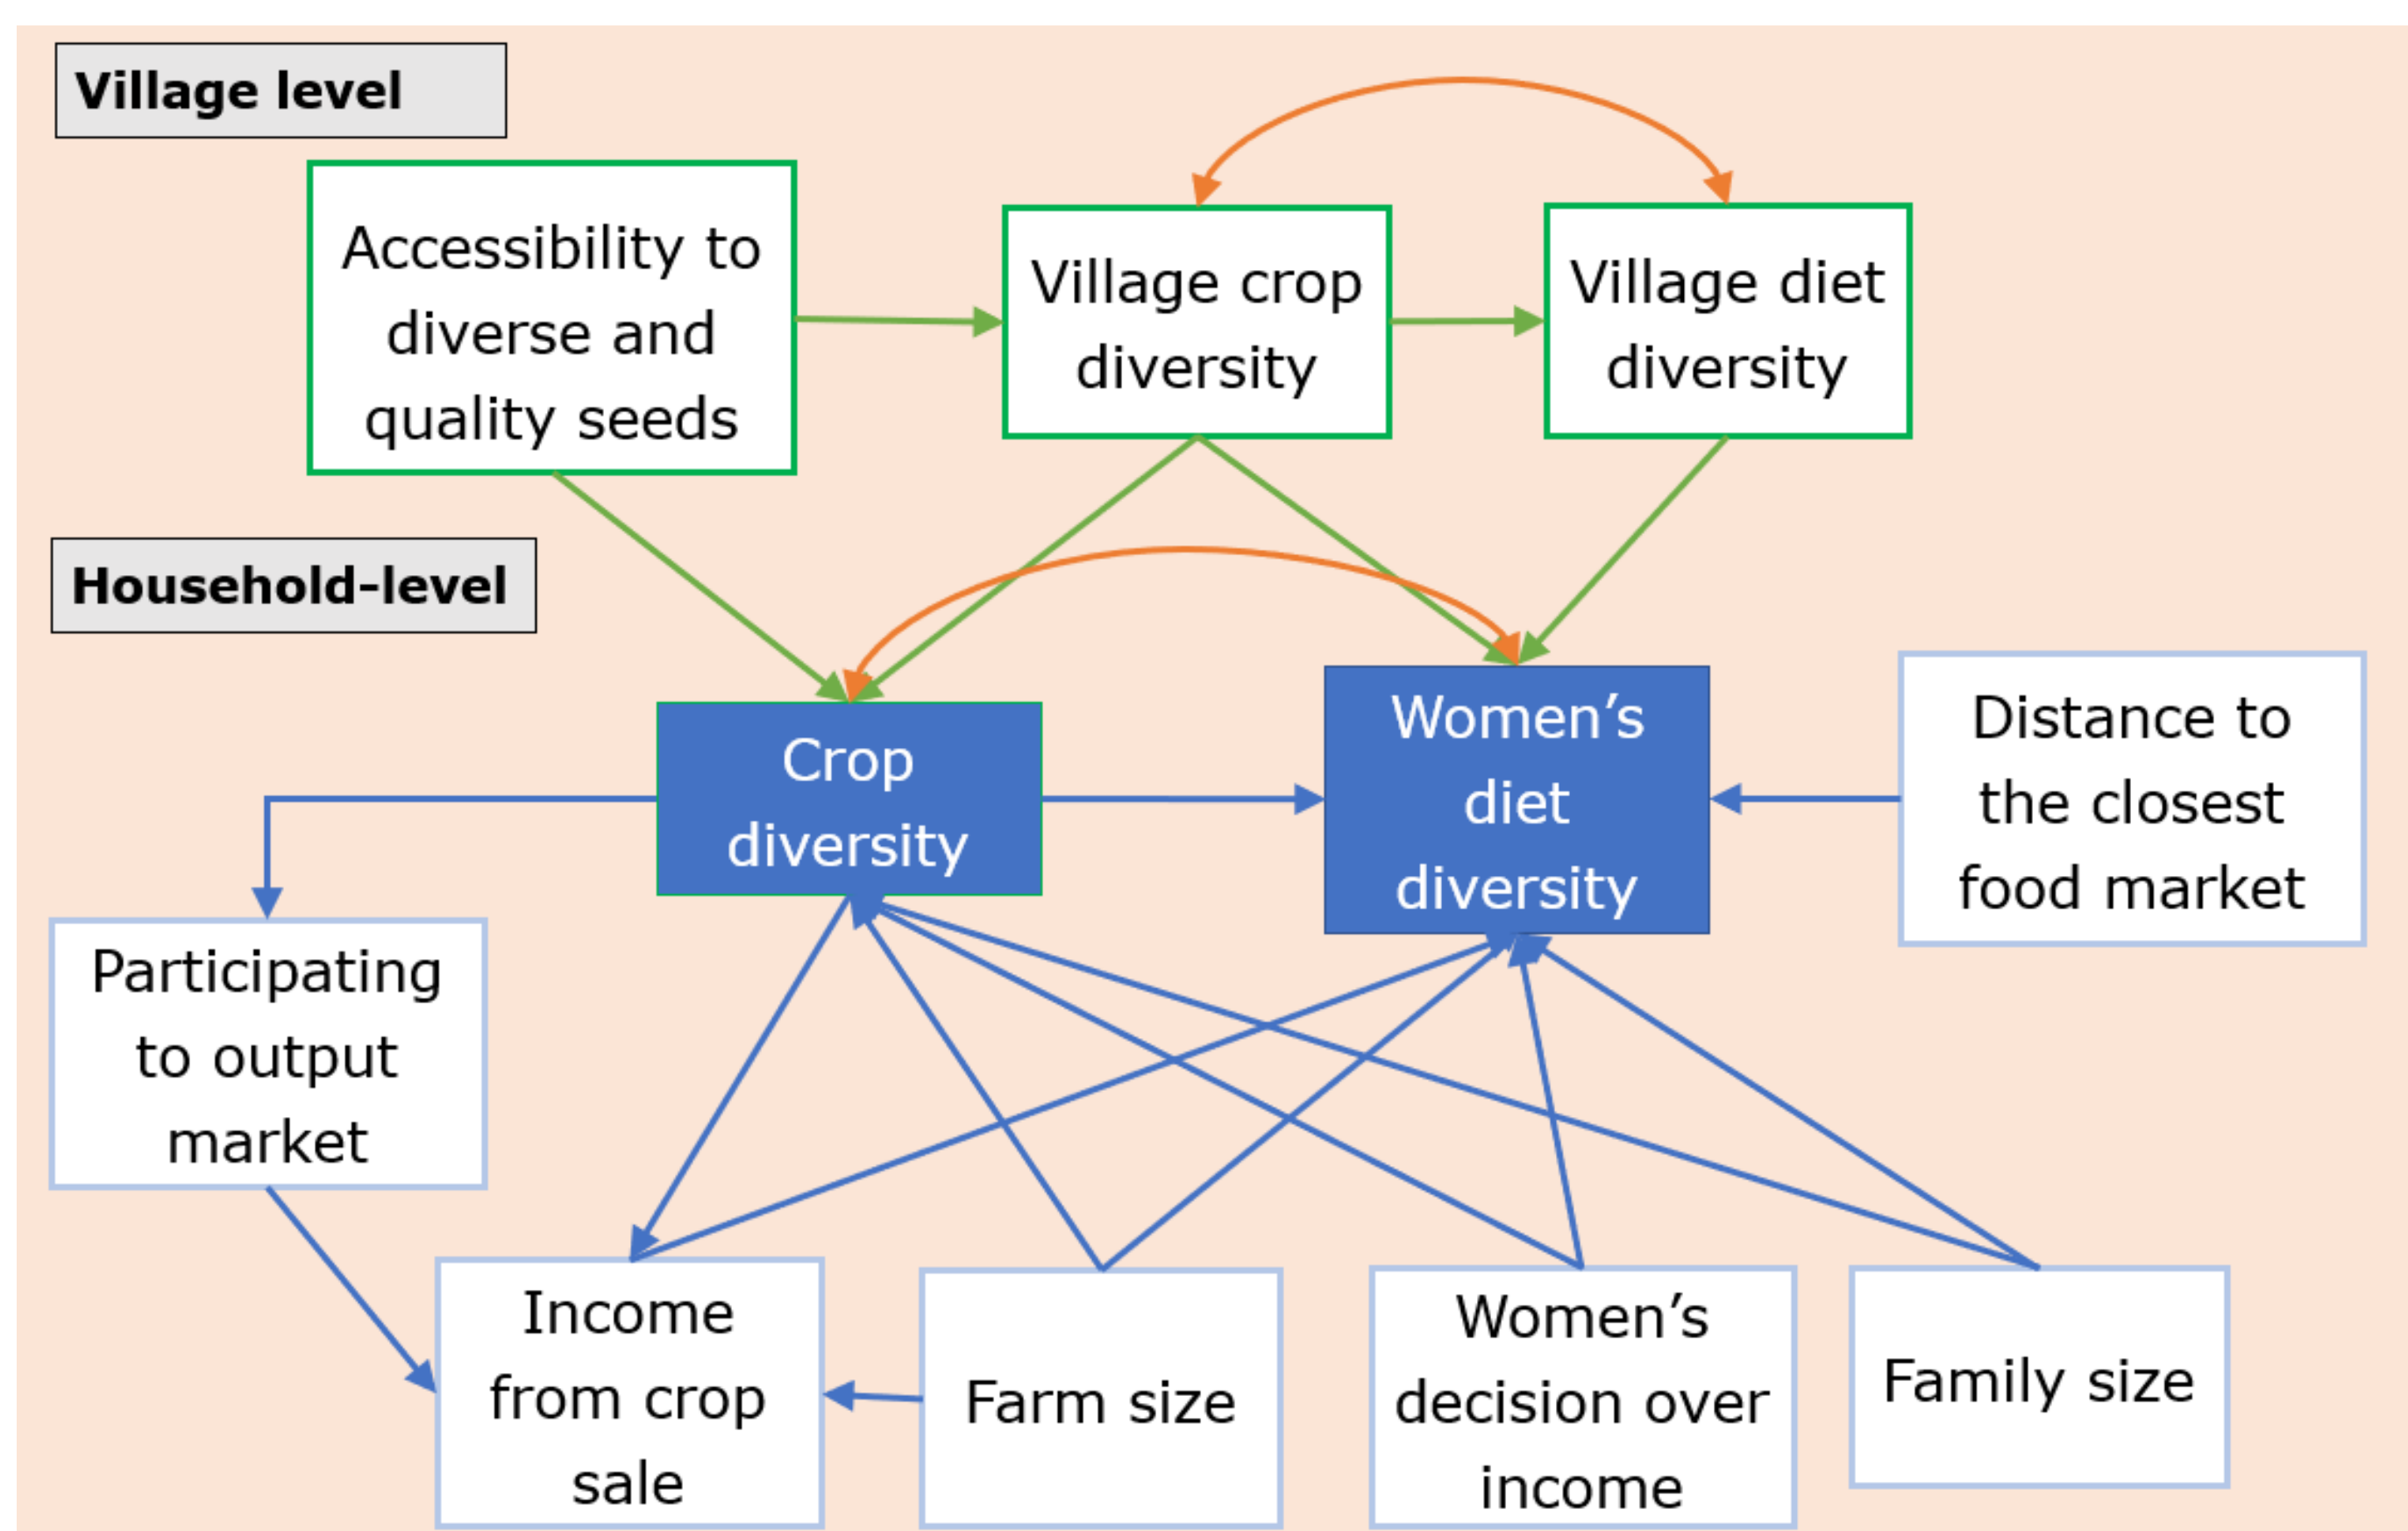 Village level
Accessibility to
diverse and
quality seeds
Village crop
diversity
Village diet
diversity
Household-level
Crop
diversity
Women’s
diet
diversity
Distance to
the closest
food market
Participating
to output
market
Income
from crop
sale
Farm size
Women’s
decision over
income
Family size